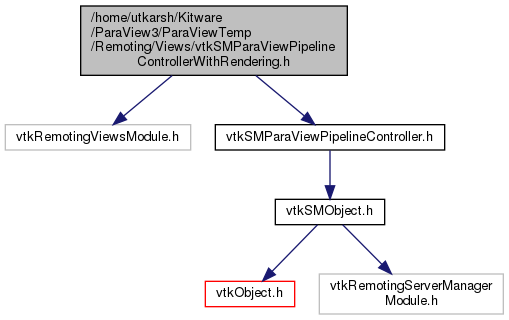 /home/utkarsh/Kitware
/ParaView3/ParaViewTemp
/Remoting/Views/vtkSMParaViewPipeline
ControllerWithRendering.h
vtkRemotingViewsModule.h
vtkSMParaViewPipelineController.h
vtkSMObject.h
vtkObject.h
vtkRemotingServerManager
Module.h